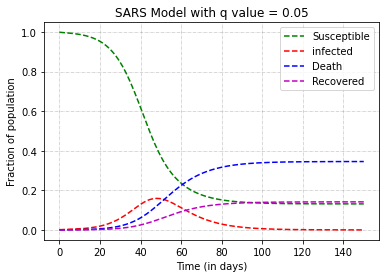 SARS Model with q value = 0.05
Susceptible
infected
Death
Recovered
Fraction of population
1.0
0.8
0.6
0.4
0.2
0.0
0 20 40 60 80 100 120 140
Time (in days)